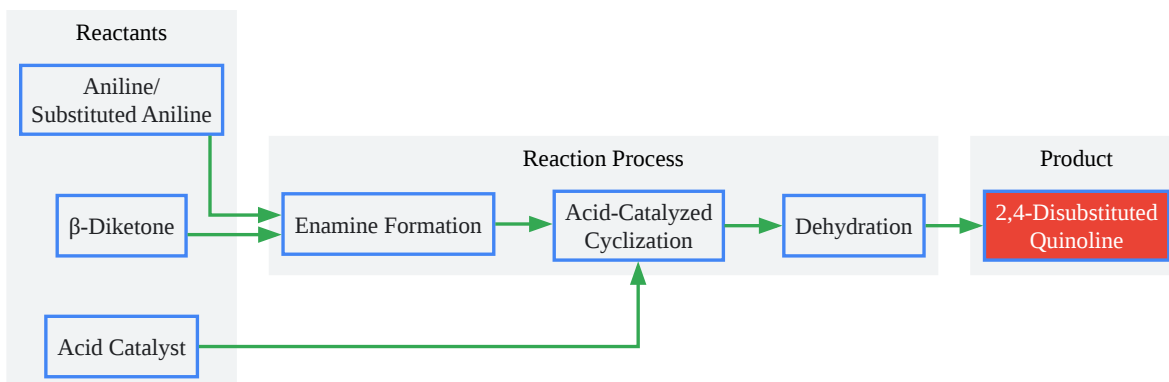 Reactants
Aniline/
Substituted Aniline
β-Diketone
Acid Catalyst
Reaction Process
Enamine Formation
Acid-Catalyzed
Cyclization
Dehydration
Product
2,4-Disubstituted
Quinoline